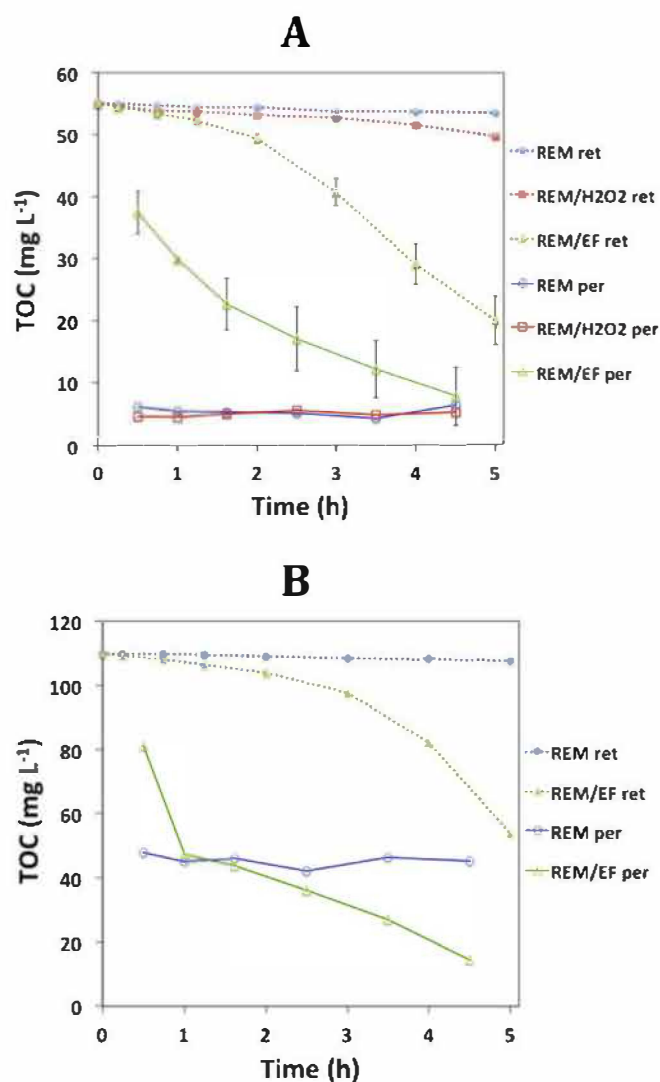 A
60
50
40
30
20
10
0
TOC (mg L-1)
0 1 2 3 4 5
Time (h)
REM ret
REM/H2O2 ret
REM/EF ret
REM per
REM/H2O2 per
REM/EF per
B
120
100
80
60
40
20
0
TOC (mg L-1)
0 1 2 3 4 5
Time (h)
REM ret
REM/EF ret
REM per
REM/EF per